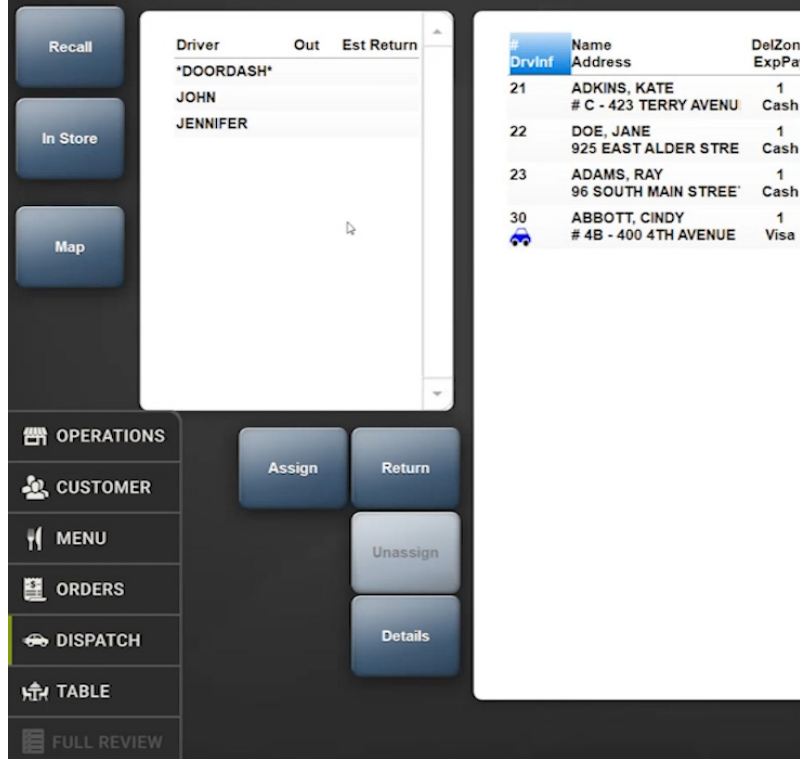 Recall
In Store
Map
Driver Out Est Return
*DOORDASH*
JOHN
JENNIFER
# Name DelZon
DrvInf Address ExpPay
21 ADKINS, KATE 1
# C - 423 TERRY AVENU Cash
22 DOE, JANE 1
925 EAST ALDER STRE Cash
23 ADAMS, RAY 1
96 SOUTH MAIN STREE Cash
30 ABBOTT, CINDY 1
# 4B - 400 4TH AVENUE Visa
OPERATIONS
CUSTOMER
MENU
ORDERS
DISPATCH
TABLE
FULL REVIEW
Assign
Return
Unassign
Details